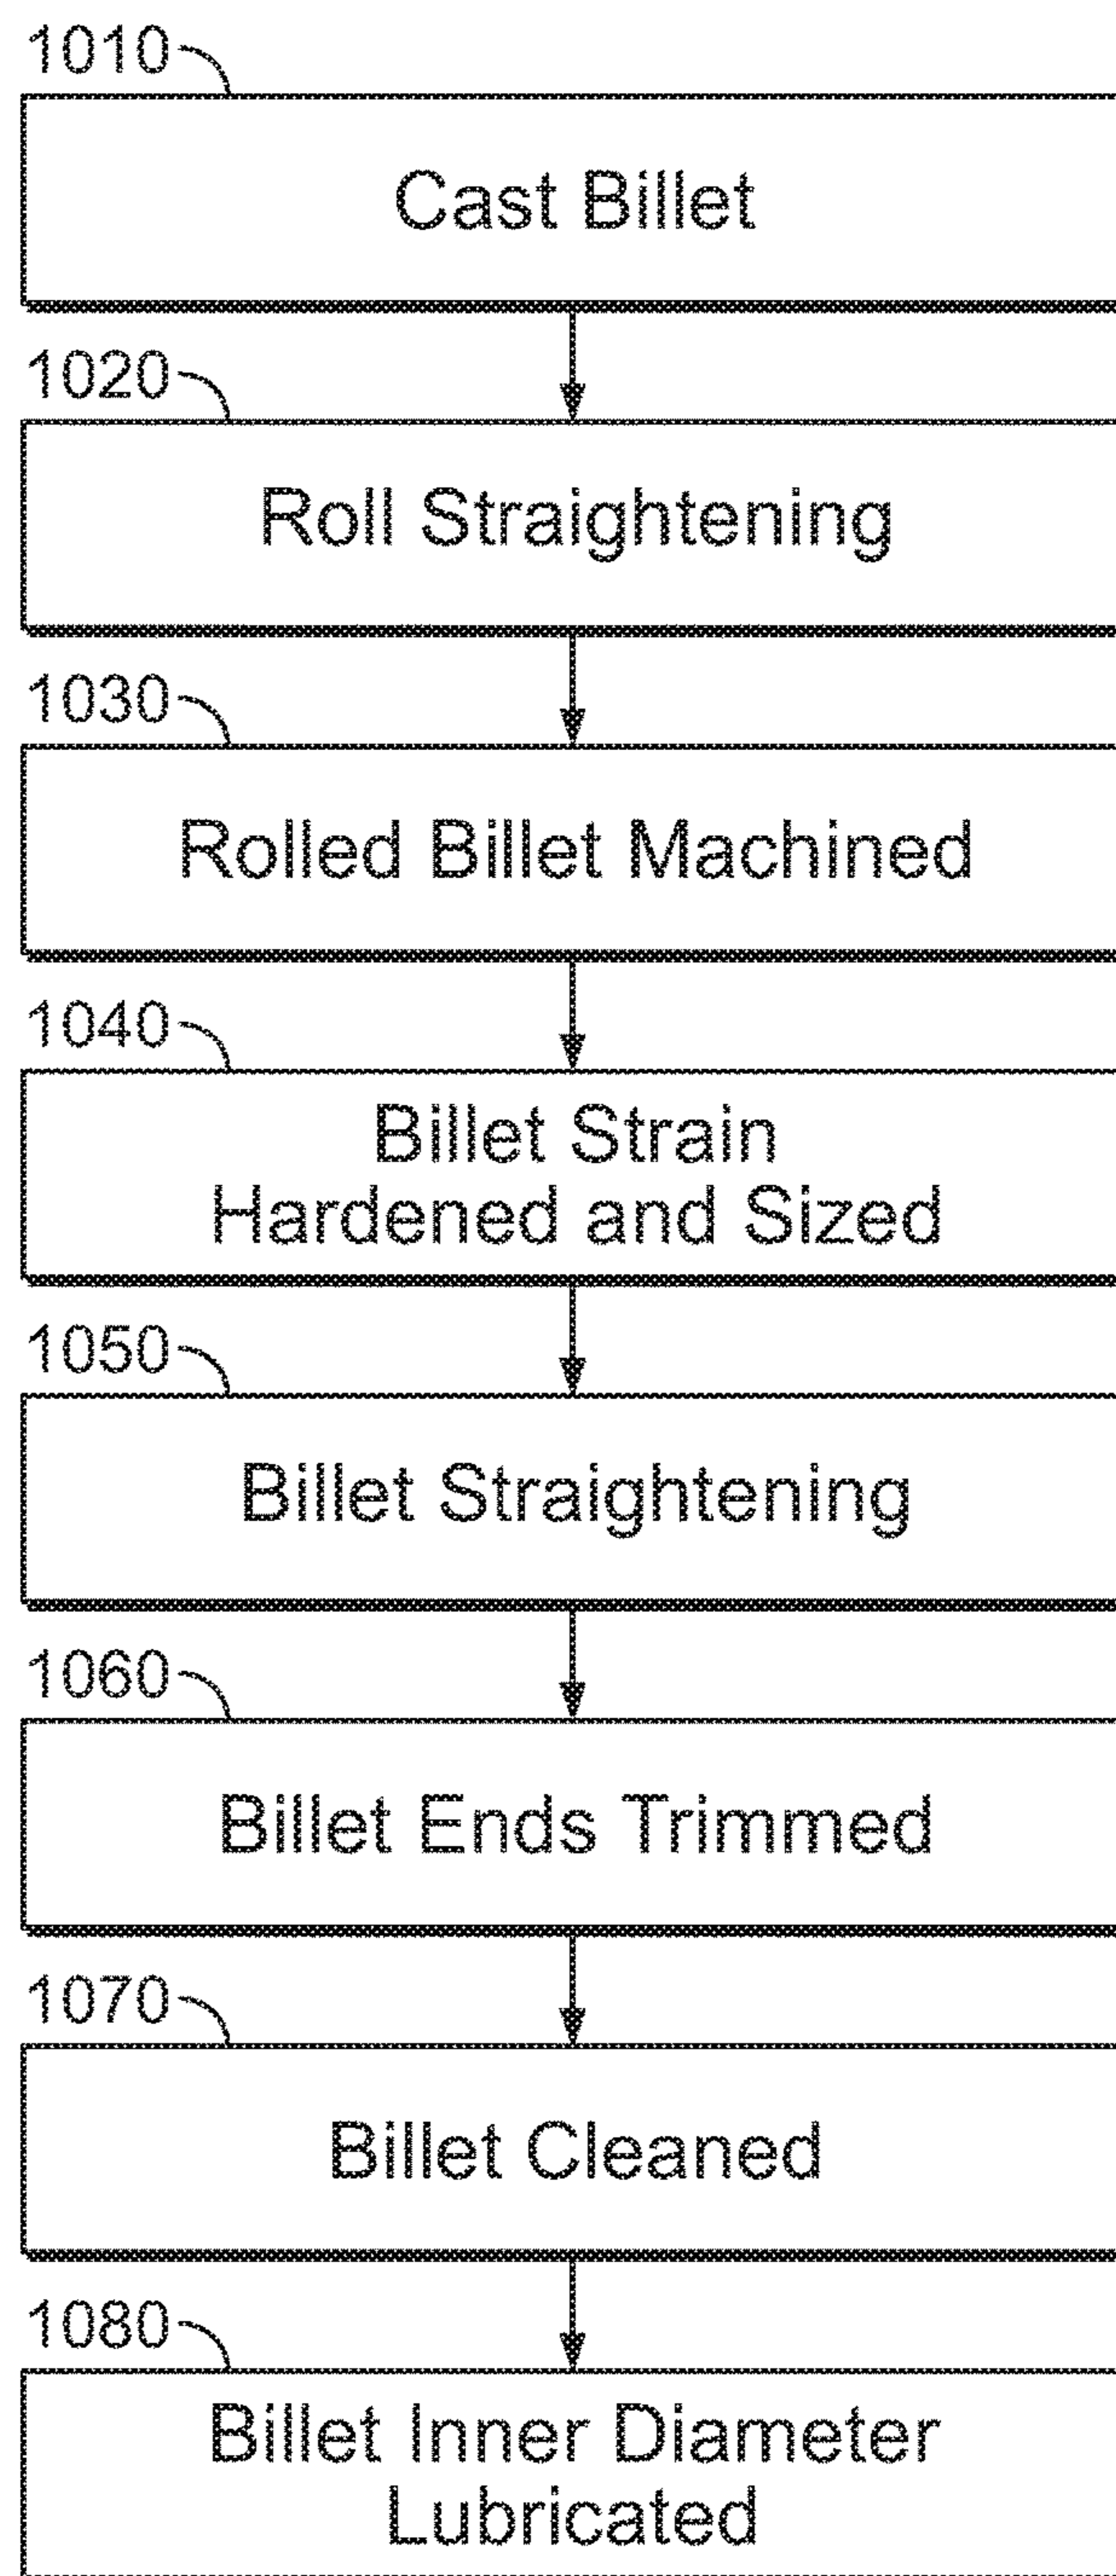 1010
Cast Billet
1020
Roll Straightening
1030
Rolled Billet Machined
1040
Billet Strain
Hardened and Sized
1050
Billet Straightening
1060
Billet Ends Trimmed
1070
Billet Cleaned
1080
Billet Inner Diameter
Lubricated